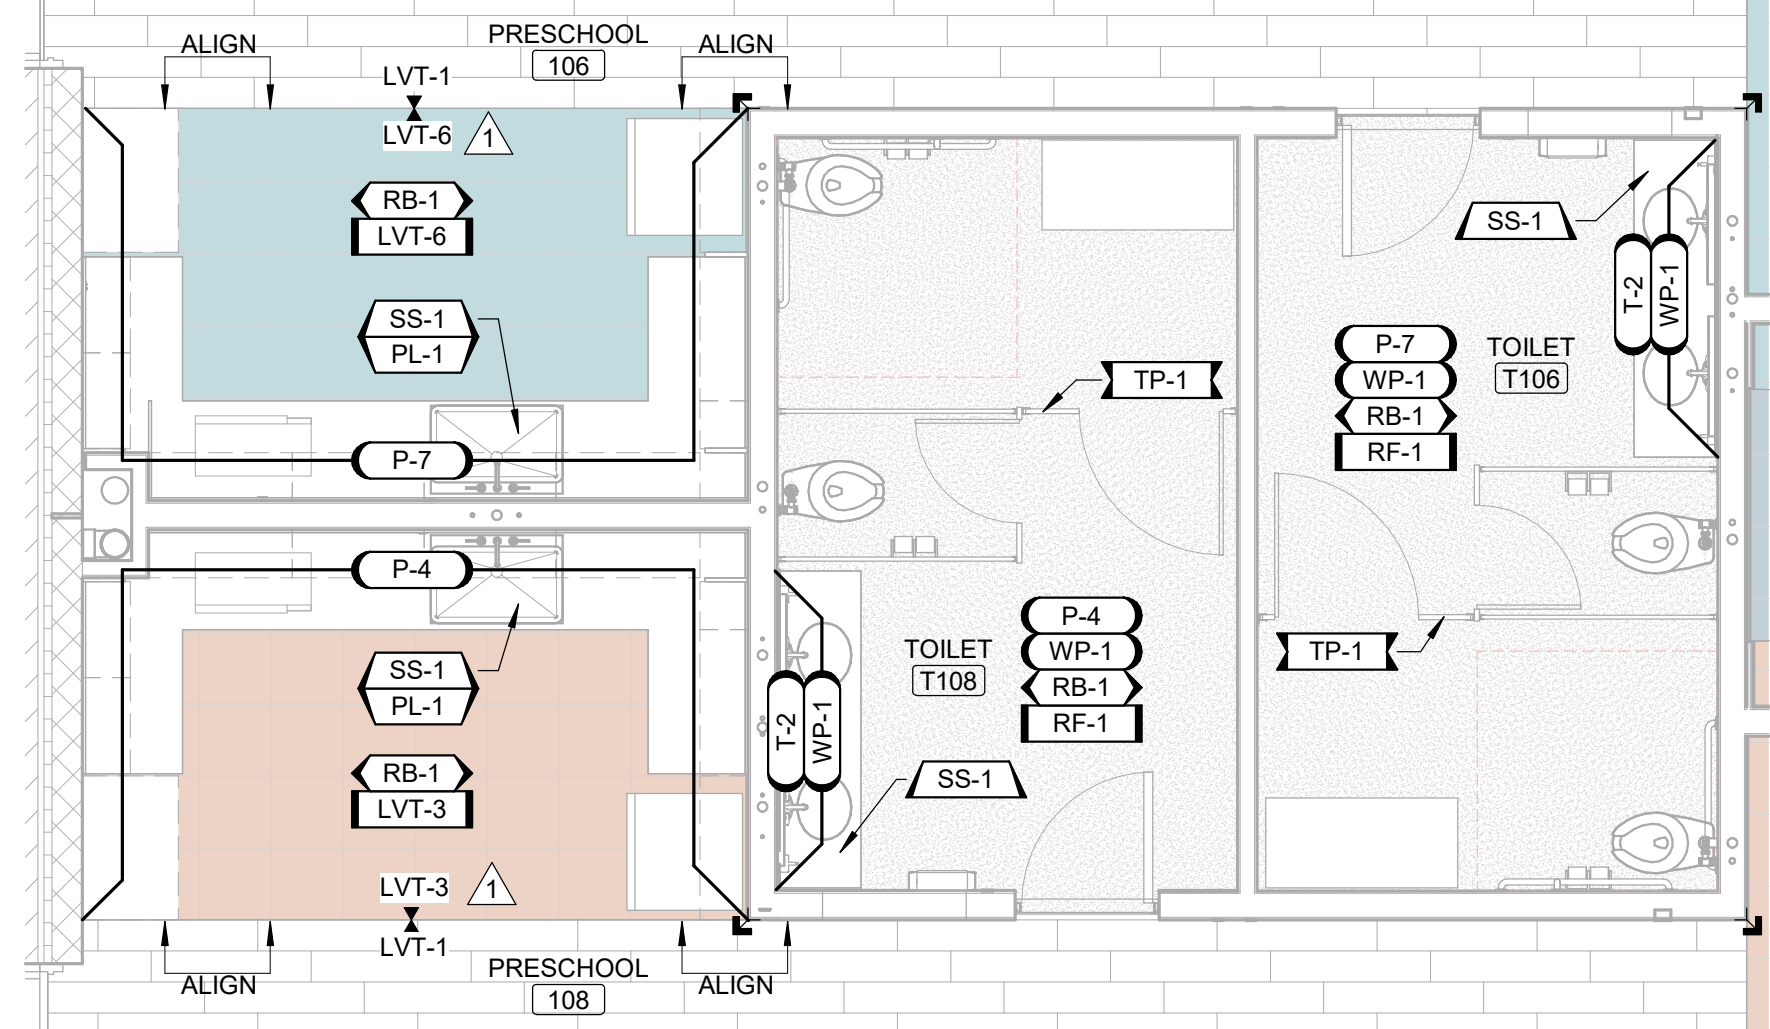 ALIGN
PRESCHOOL
106
ALIGN
LVT-1
LVT-6
1
RB-1
LVT-6
SS-1
PL-1
P-7
SS-1
T-2
WP-1
TP-1
P-7
WP-1
RB-1
RF-1
TOILET
T106
P-4
SS-1
PL-1
RB-1
LVT-3
TOILET
T108
P-4
WP-1
RB-1
RF-1
TP-1
T-2
WP-1
SS-1
LVT-3
1
LVT-1
ALIGN
PRESCHOOL
108
ALIGN